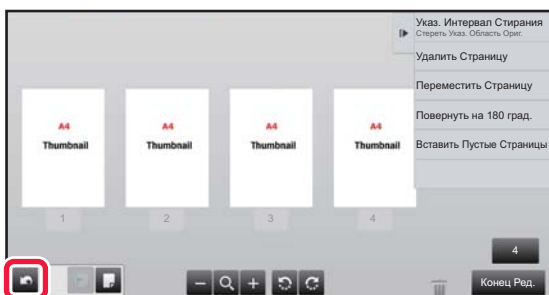 Указ. Интервал Стирания
Стереть Указ. Область Ориг.
Удалить Страницу
Переместить Страницу
Повернуть на 180 град.
Вставить Пустые Страницы
A4
Thumbnail
A4
Thumbnail
A4
Thumbnail
A4
Thumbnail
1
2
3
4
4
Конец Ред.